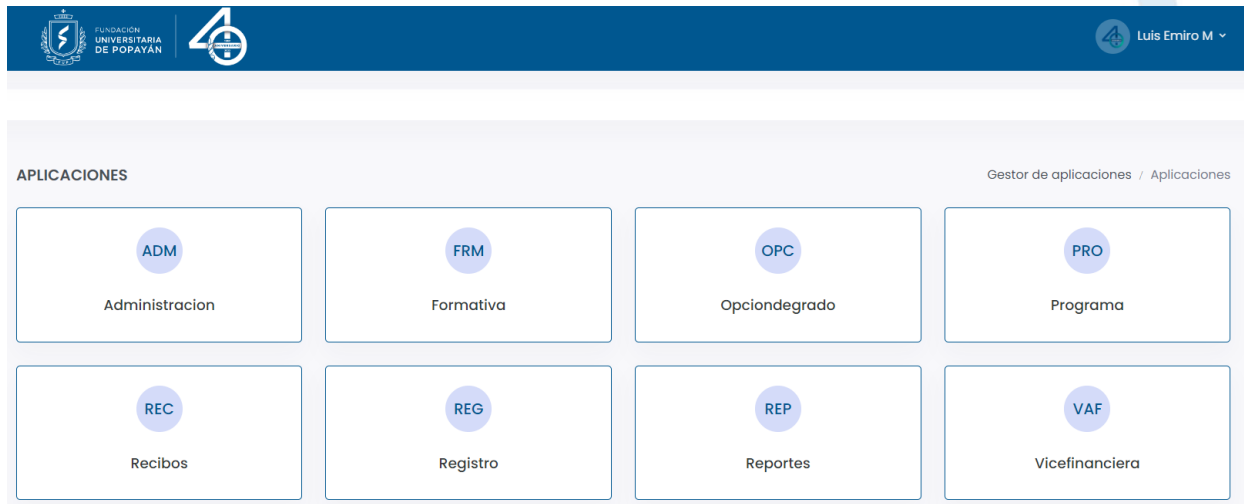 FUNDACIÓN
UNIVERSITARIA
DE POPAYÁN
Luis Emiro M
APLICACIONES
Gestor de aplicaciones / Aplicaciones
ADM
FRM
OPC
PRO
Administracion
Formativa
Opciondegrado
Programa
REC
REG
REP
VAF
Recibos
Registro
Reportes
Vicefinanciera